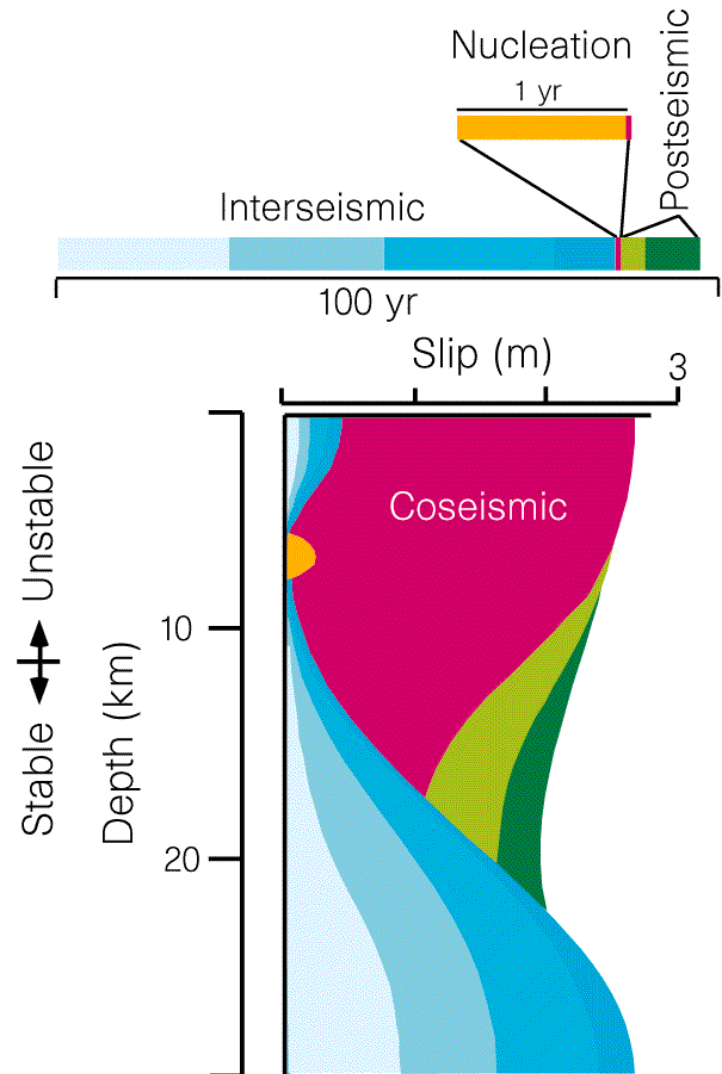 Nucleation
1 yr
Postseismic
Interseismic
100 yr
Slip (m)
3
Coseismic
Unstable
Stable
Depth (km)
10
20